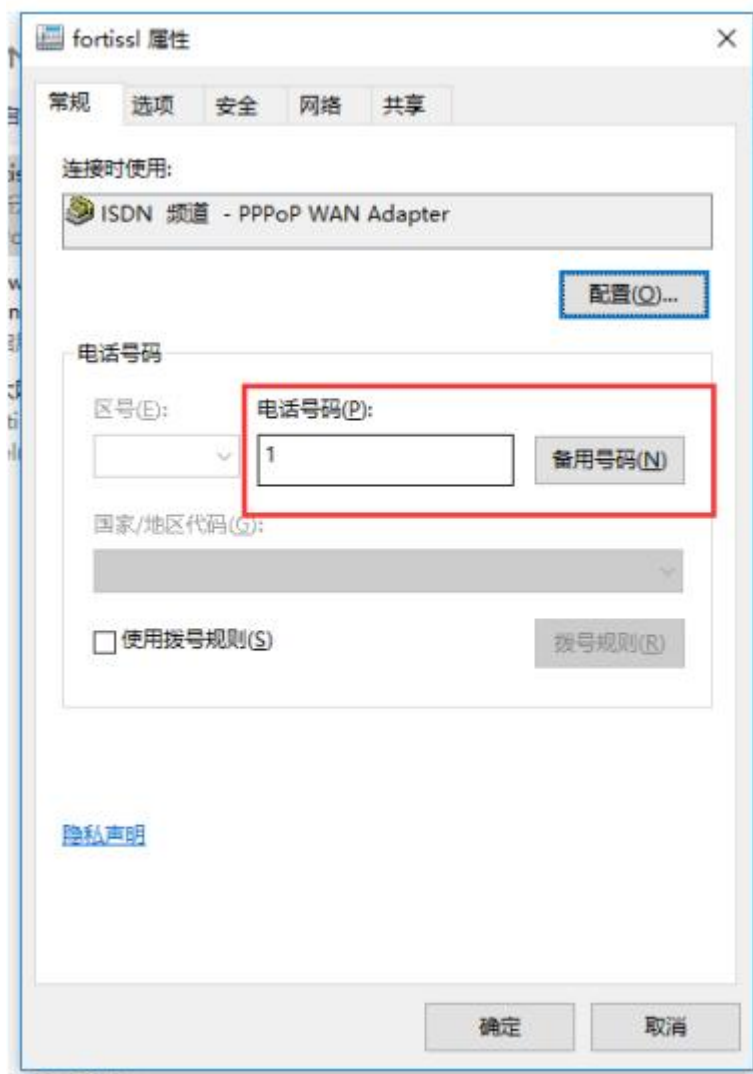 fortissl 属性
常规 选项 安全 网络 共享
连接时使用:
ISDN 频道 - PPPoP WAN Adapter
配置(O)...
电话号码
区号(E): 电话号码(P):
1 备用号码(N)
国家/地区代码(G):
使用拨号规则(S) 拨号规则(R)
隐私声明
确定 取消